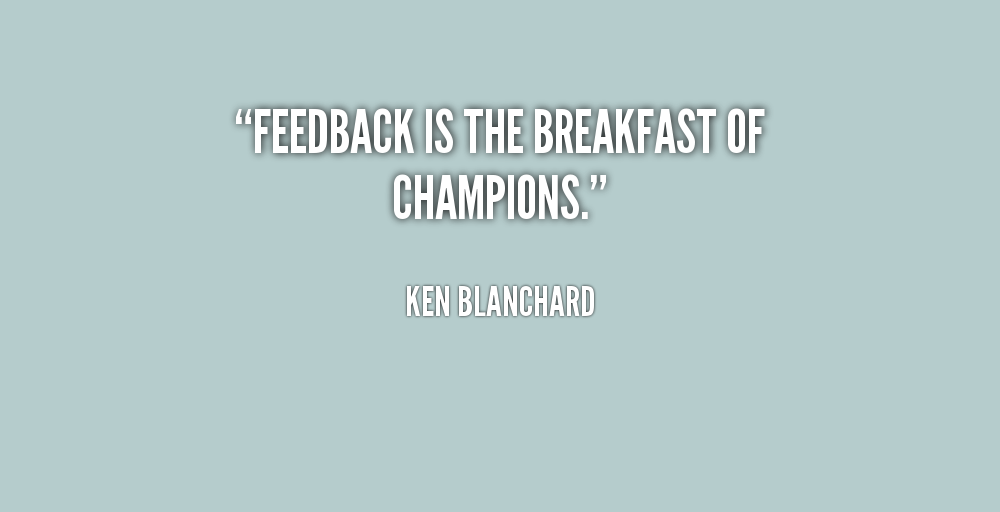 “FEEDBACK IS THE BREAKFAST OF
CHAMPIONS.”
KEN BLANCHARD